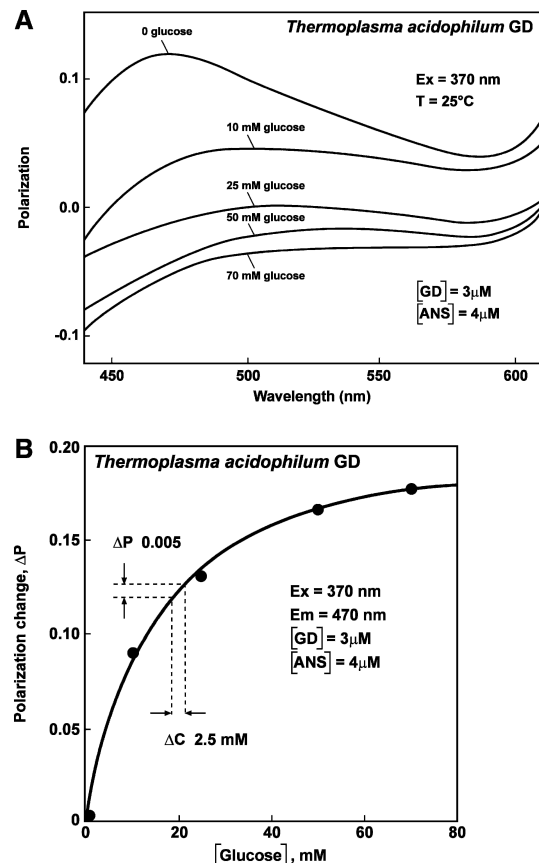 A
Thermoplasma acidophilum GD
0 glucose
0.1
Ex = 370 nm
T = 25°C
10 mM glucose
Polarization
25 mM glucose
0.0
50 mM glucose
70 mM glucose
[GD] = 3μM
[ANS] = 4μM
-0.1
450 500 550 600
Wavelength (nm)
B
0.20
Thermoplasma acidophilum GD
0.15
ΔP 0.005
Polarization change, ΔP
Ex = 370 nm
Em = 470 nm
0.10
[GD] = 3μM
[ANS] = 4μM
0.05
ΔC 2.5 mM
0
0 20 40 60 80
[Glucose], mM